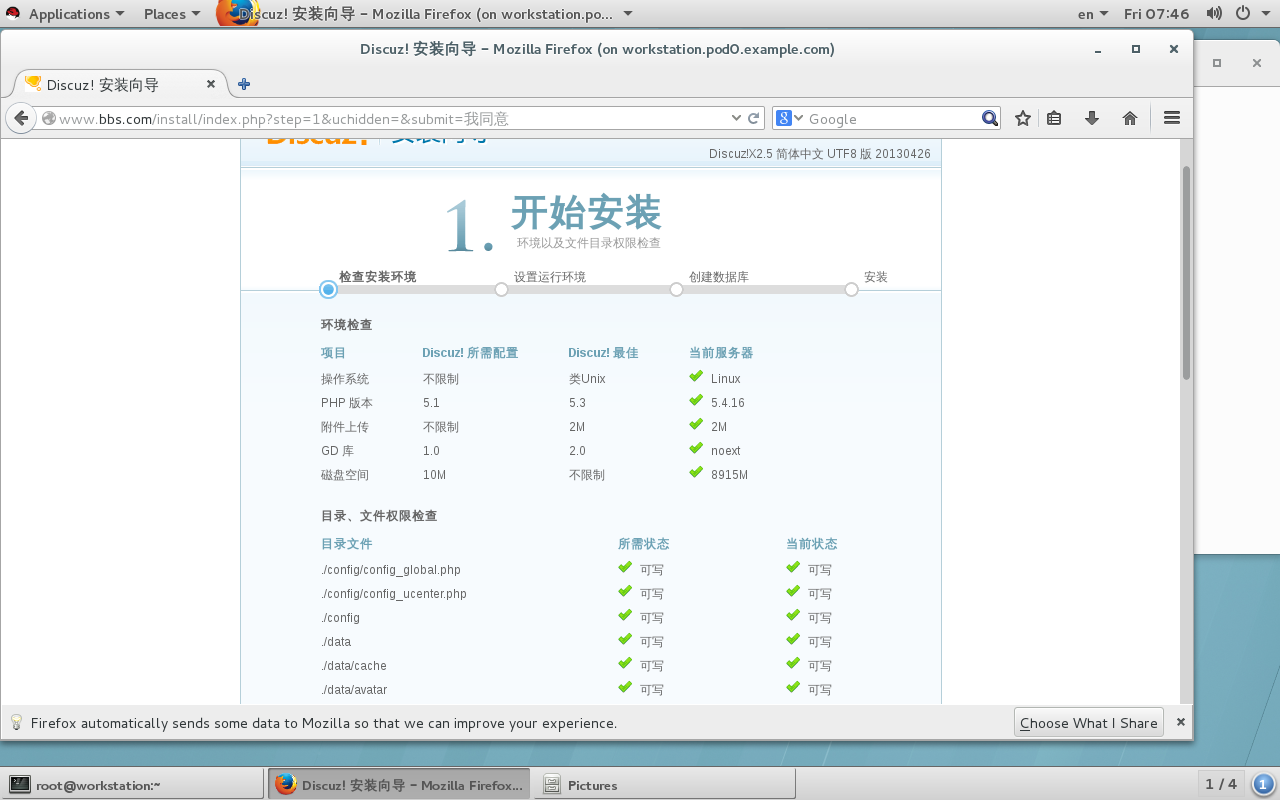 Applications Places Discuz! 安装向导 - Mozilla Firefox (on workstation.po... en Fri 07:46
Discuz! 安装向导 - Mozilla Firefox (on workstation.pod0.example.com)
Discuz! 安装向导
www.bbs.com/install/index.php?step=1&uchidden=&submit=我同意 Google
Discuz! 安装向导
Discuz!X2.5 简体中文 UTF8 版 20130426
1. 开始安装
环境以及文件目录权限检查
检查安装环境 设置运行环境 创建数据库 安装
环境检查
项目 Discuz! 所需配置 Discuz! 最佳 当前服务器
操作系统 不限制 类Unix Linux
PHP 版本 5.1 5.3 5.4.16
附件上传 不限制 2M 2M
GD 库 1.0 2.0 noext
磁盘空间 10M 不限制 8915M
目录、文件权限检查
目录文件 所需状态 当前状态
./config/config_global.php 可写 可写
./config/config_ucenter.php 可写 可写
./config 可写 可写
./data 可写 可写
./data/cache 可写 可写
./data/avatar 可写 可写
Firefox automatically sends some data to Mozilla so that we can improve your experience. Choose What I Share
root@workstation:~ Discuz! 安装向导 - Mozilla Firefox... Pictures 1 / 4 1